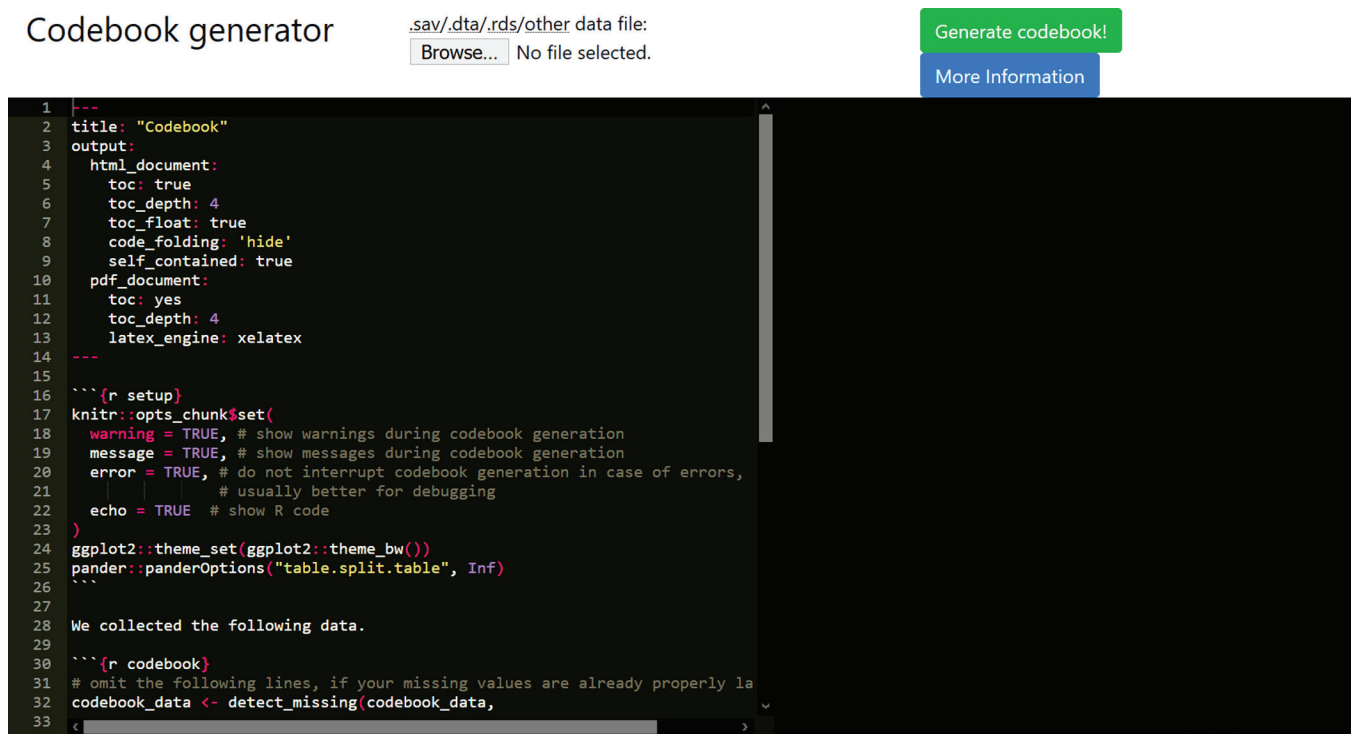 Codebook generator
.sav/.dta/.rds/other data file:
Browse... No file selected.
Generate codebook!
More Information
1 ---
2 title: "Codebook"
3 output:
4   html_document:
5     toc: true
6     toc_depth: 4
7     toc_float: true
8     code_folding: 'hide'
9     self_contained: true
10   pdf_document:
11     toc: yes
12     toc_depth: 4
13     latex_engine: xelatex
14 ---
15
16 ```{r setup}
17 knitr::opts_chunk$set(
18   warning = TRUE, # show warnings during codebook generation
19   message = TRUE, # show messages during codebook generation
20   error = TRUE, # do not interrupt codebook generation in case of errors,
21                 # usually better for debugging
22   echo = TRUE  # show R code
23 )
24 ggplot2::theme_set(ggplot2::theme_bw())
25 pander::panderOptions("table.split.table", Inf)
26 ```
27
28 We collected the following data.
29
30 ```{r codebook}
31 # omit the following lines, if your missing values are already properly la
32 codebook_data <- detect_missing(codebook_data,
33